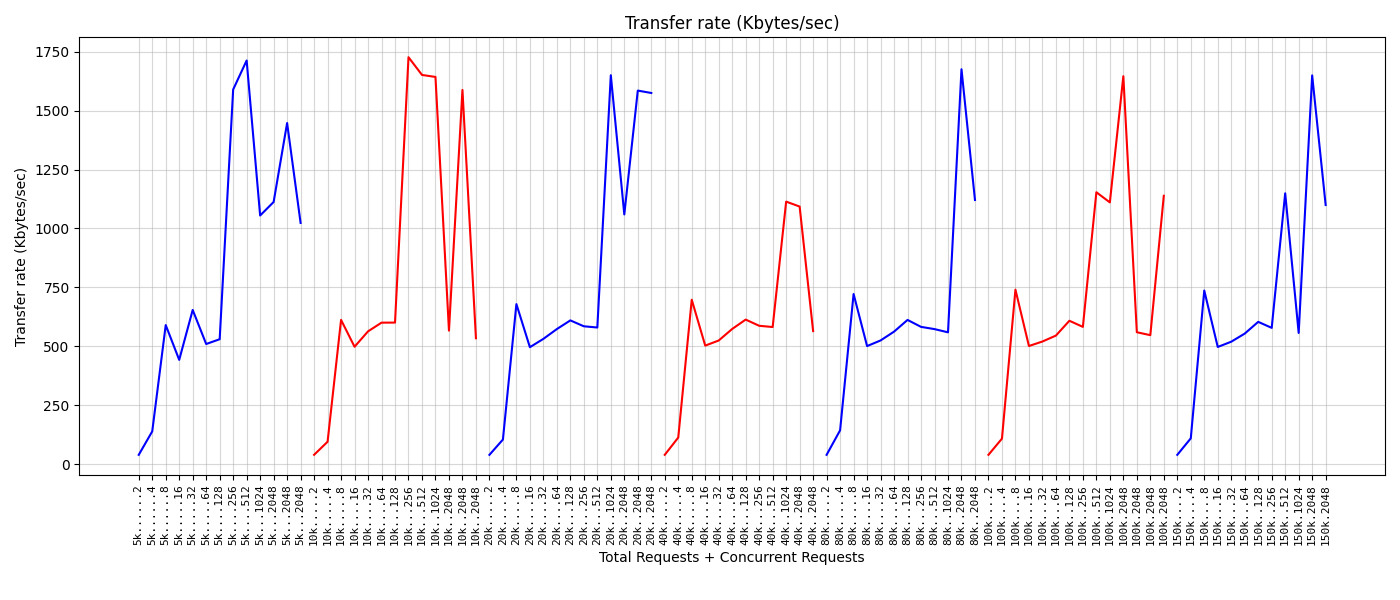 Transfer rate (Kbytes/sec)
Transfer rate (Kbytes/sec)
1750
1500
1250
1000
750
500
250
0
5k......2
5k......4
5k......8
5k.....16
5k.....32
5k.....64
5k....128
5k....256
5k....512
5k...1024
5k...2048
5k...2048
5k...2048
10k.....2
10k.....4
10k.....8
10k....16
10k....32
10k....64
10k...128
10k...256
10k...512
10k..1024
10k..2048
10k..2048
10k..2048
20k.....2
20k.....4
20k.....8
20k....16
20k....32
20k....64
20k...128
20k...256
20k...512
20k..1024
20k..2048
20k..2048
20k..2048
40k.....2
40k.....4
40k.....8
40k....16
40k....32
40k....64
40k...128
40k...256
40k...512
40k..1024
40k..2048
40k..2048
80k.....2
80k.....4
80k.....8
80k....16
80k....32
80k....64
80k...128
80k...256
80k...512
80k..1024
80k..2048
80k..2048
100k....2
100k....4
100k....8
100k...16
100k...32
100k...64
100k..128
100k..256
100k..512
100k.1024
100k.2048
100k.2048
100k.2048
100k.2048
150k....2
150k....4
150k....8
150k...16
150k...32
150k...64
150k..128
150k..256
150k..512
150k.1024
150k.2048
150k.2048
Total Requests + Concurrent Requests